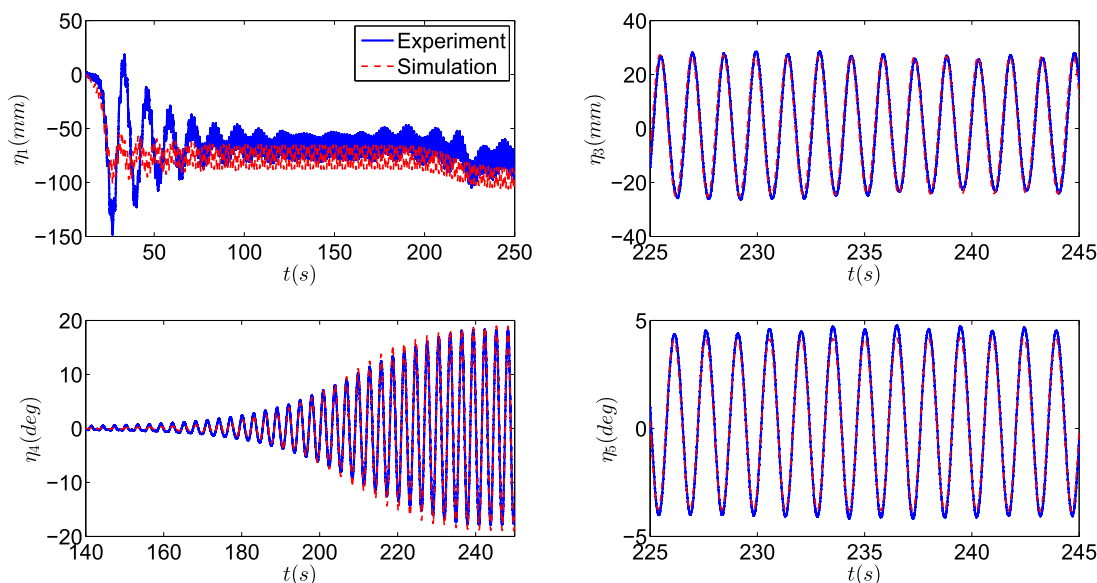 50
0
−50
−100
−150
η1(mm)
50 100 150 200 250
t(s)
Experiment
Simulation
40
20
0
−20
−40
η3(mm)
225 230 235 240 245
t(s)
20
10
0
−10
−20
η4(deg)
140 160 180 200 220 240
t(s)
5
0
−5
η5(deg)
225 230 235 240 245
t(s)